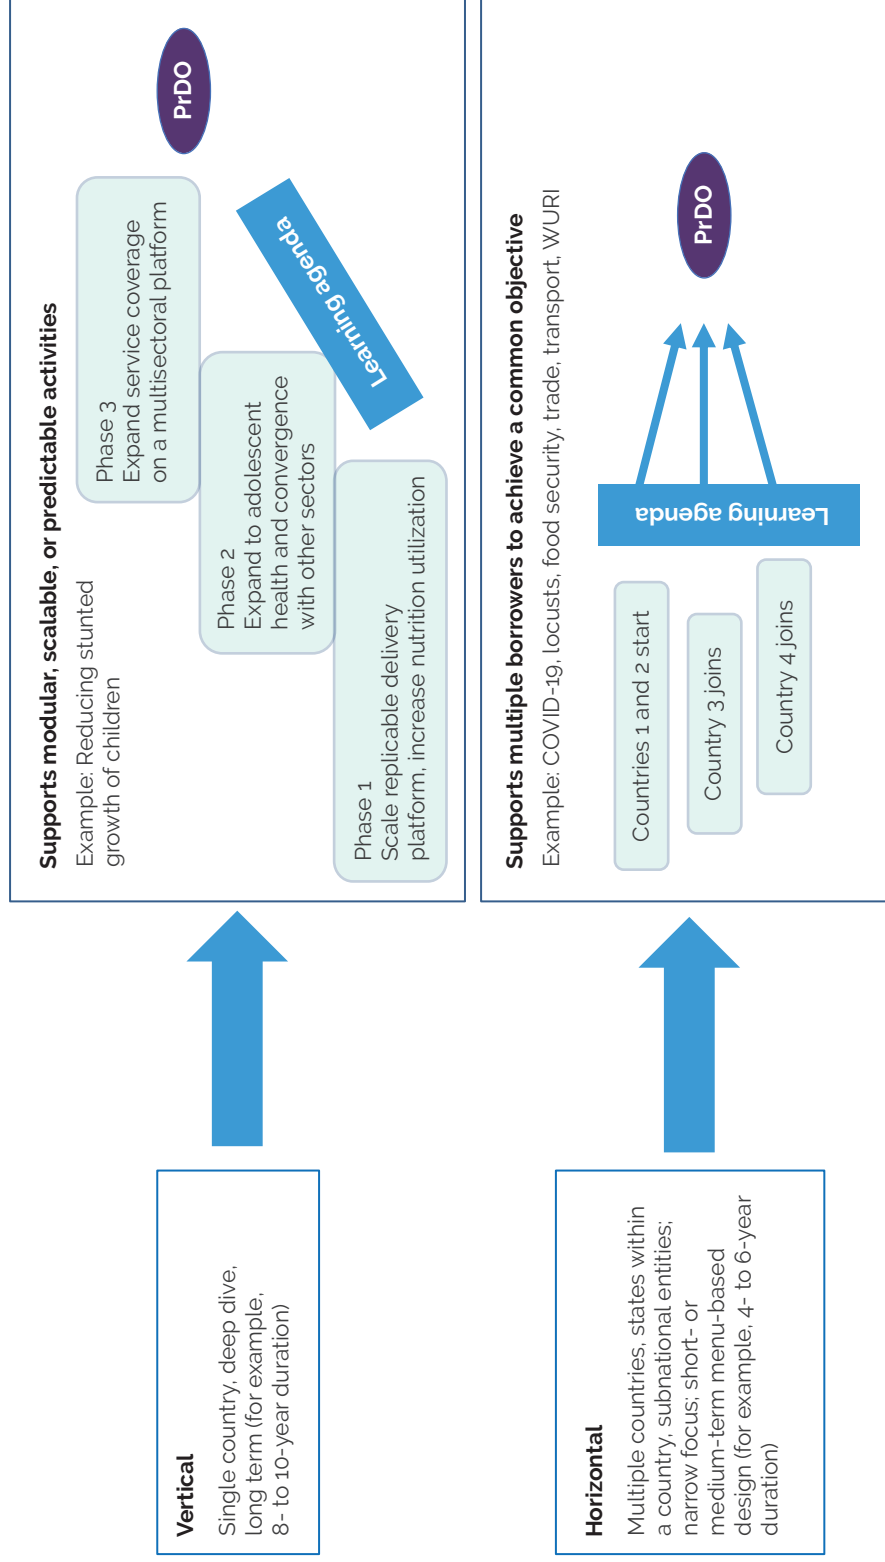 Vertical
Single country, deep dive,
long term (for example,
8- to 10-year duration)
Supports modular, scalable, or predictable activities
Example: Reducing stunted
growth of children
Phase 1
Scale replicable delivery
platform, increase nutrition utilization
Phase 2
Expand to adolescent
health and convergence
with other sectors
Phase 3
Expand service coverage
on a multisectoral platform
Learning agenda
PrDO
Horizontal
Multiple countries, states within
a country, subnational entities;
narrow focus; short- or
medium-term menu-based
design (for example, 4- to 6-year
duration)
Supports multiple borrowers to achieve a common objective
Example: COVID-19, locusts, food security, trade, transport, WURI
Countries 1 and 2 start
Country 3 joins
Country 4 joins
Learning agenda
PrDO